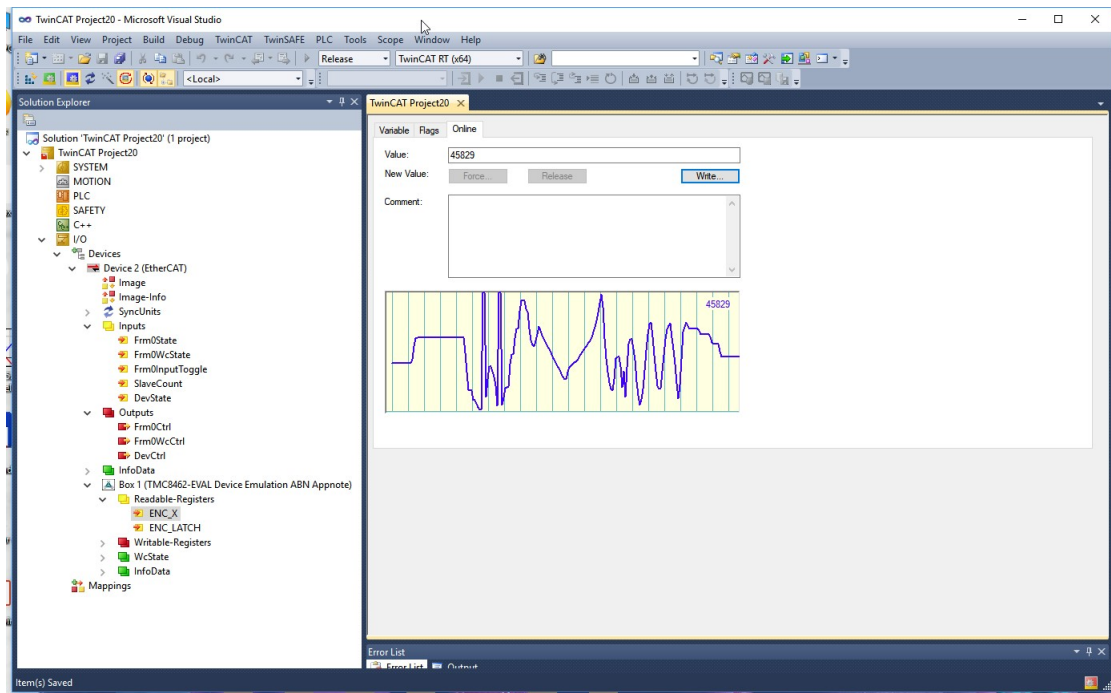 TwinCAT Project20 - Microsoft Visual Studio
File Edit View Project Build Debug TwinCAT TwinSAFE PLC Tools Scope Window Help
Release TwinCAT RT (x64)
<Local>
Solution Explorer
TwinCAT Project20
Solution 'TwinCAT Project20' (1 project)
TwinCAT Project20
SYSTEM
MOTION
PLC
SAFETY
C++
I/O
Devices
Device 2 (EtherCAT)
Image
Image-Info
SyncUnits
Inputs
Frm0State
Frm0WcState
Frm0InputToggle
SlaveCount
DevState
Outputs
Frm0Ctrl
Frm0WcCtrl
DevCtrl
InfoData
Box 1 (TMC8462-EVAL Device Emulation ABN Appnote)
Readable-Registers
ENC_X
ENC_LATCH
Writable-Registers
WcState
InfoData
Mappings
Variable Flags Online
Value: 45829
New Value: Force... Release Write...
Comment:
45829
Error List
Error List Output
Item(s) Saved